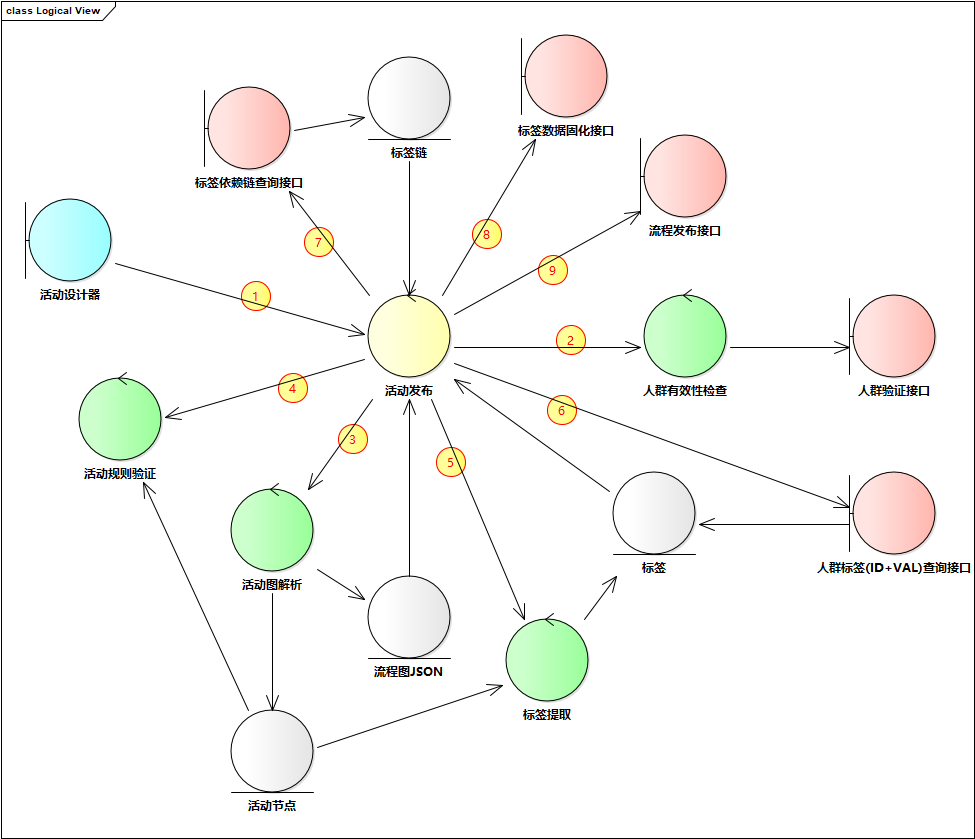 class Logical View
标签数据固化接口
标签链
标签依赖链查询接口
流程发布接口
7
8
9
活动设计器
1
2
活动发布
人群有效性检查
人群验证接口
4
6
3
5
活动规则验证
活动图解析
标签
人群标签(ID+VAL)查询接口
流程图JSON
标签提取
活动节点